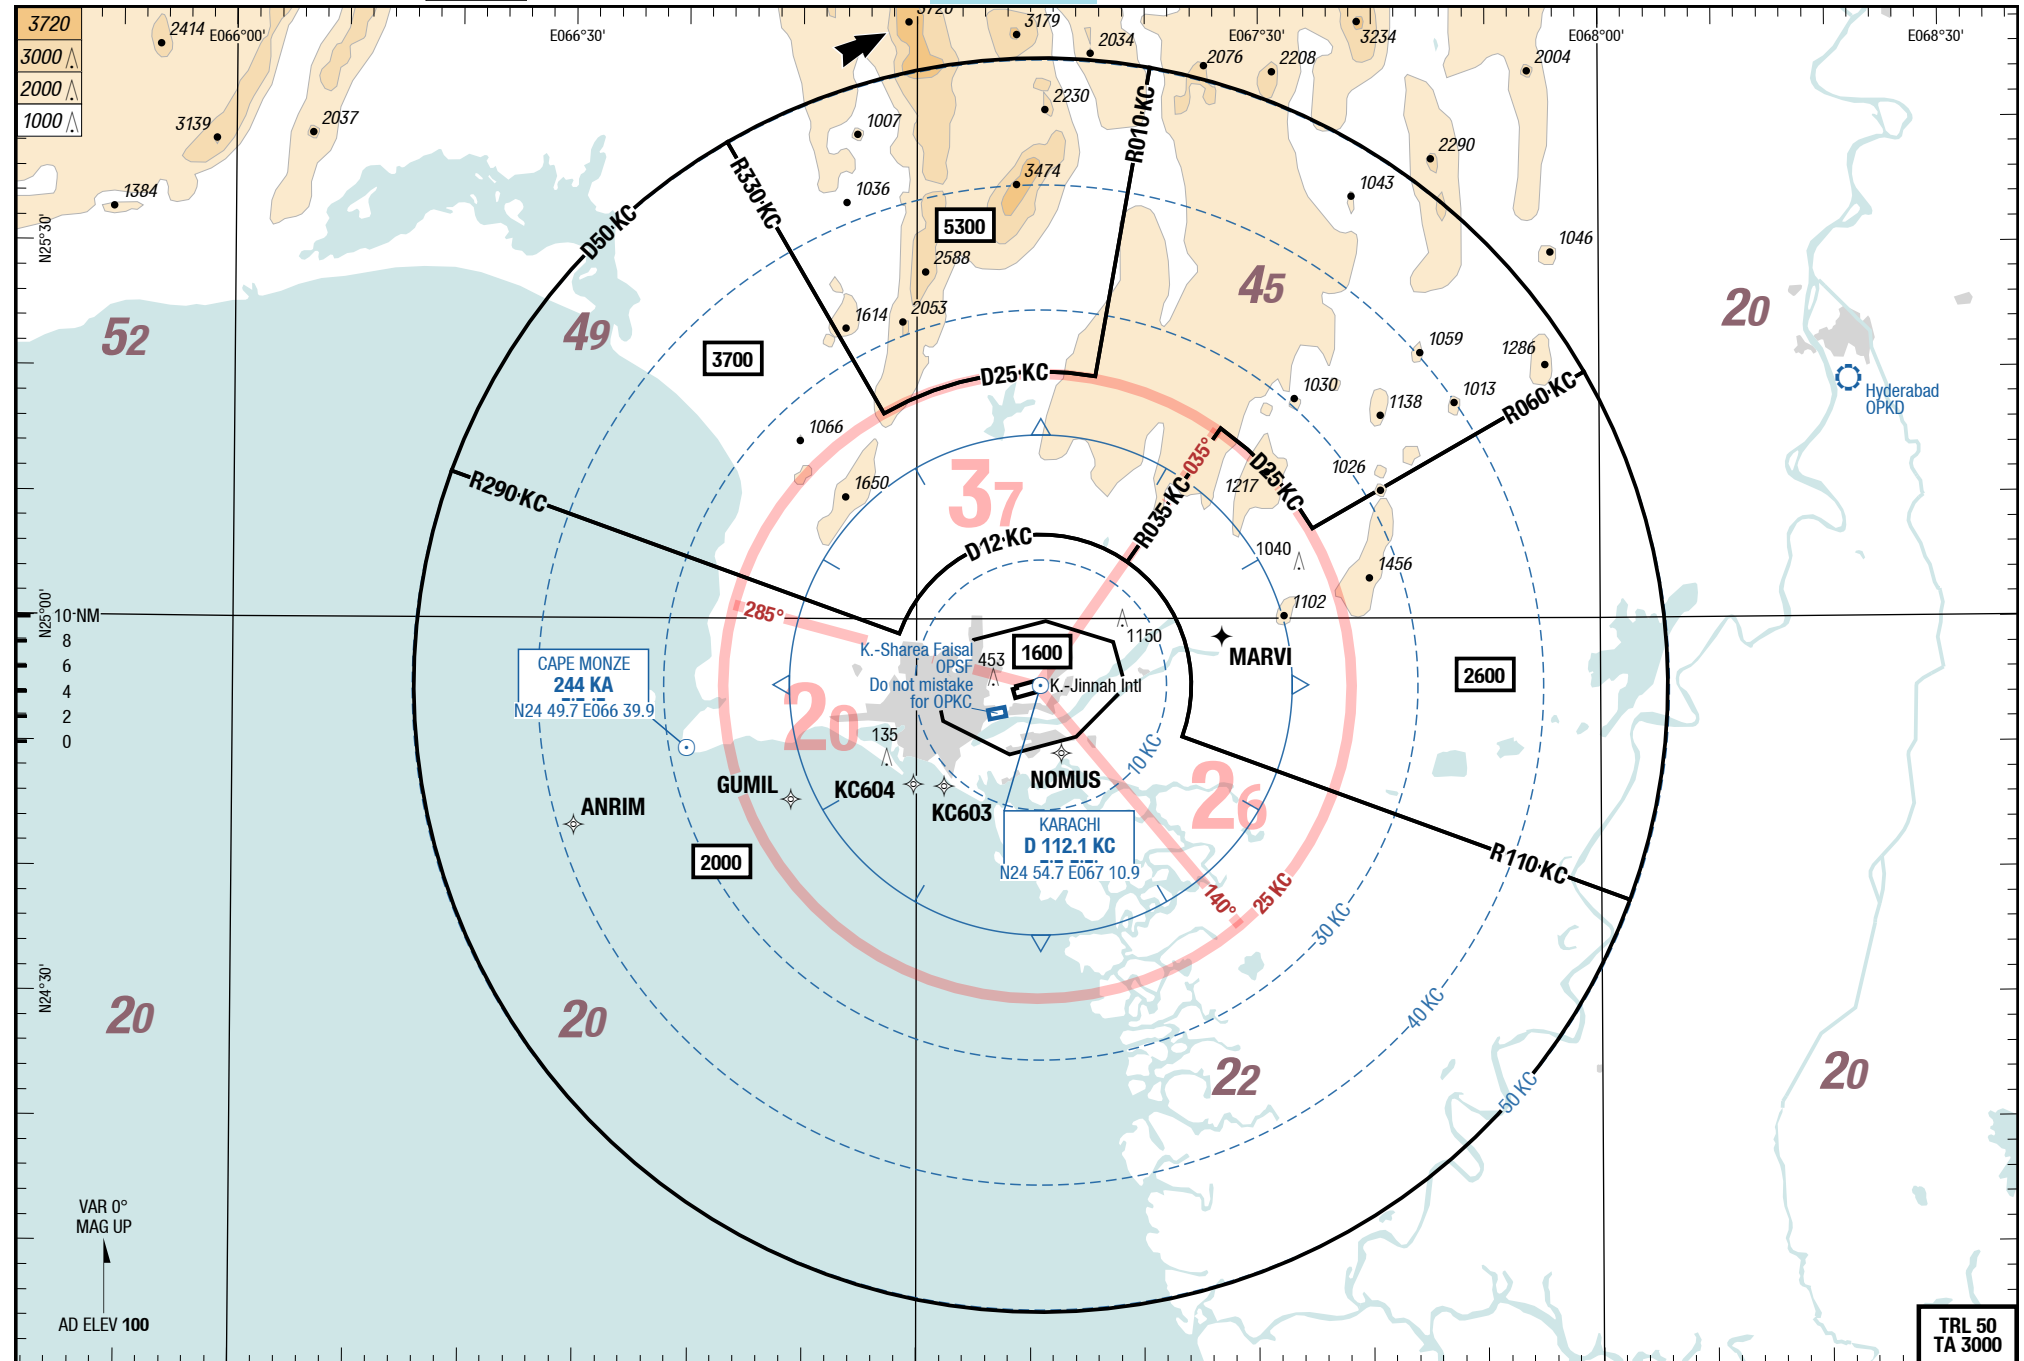 3720
3000
2000
1000
2414
E066°00'
E066°30'
3720
3179
2034
E067°30'
2076
2208
3234
E068°00'
2004
E068°30'
3139
2037
1007
2230
R010·KC
2290
1384
R330·KC
1036
3474
1043
N25°30'
D50·KC
5300
2588
1046
52
49
1614
2053
45
20
3700
D25·KC
1059
1286
1030
1138
1013
R060·KC
Hyderabad
OPKD
1066
035°
R290·KC
1650
37
R035·KC
1217
D25·KC
1026
D12·KC
1040
1456
N25°00'
10 NM
8
6
4
2
0
285°
1102
1150
MARVI
K.-Sharea Faisal
OPSF
Do not mistake
for OPKC
453
1600
K.-Jinnah Intl
2600
CAPE MONZE
244 KA
N24 49.7 E066 39.9
20
135
10 KC
GUMIL
KC604
KC603
NOMUS
26
ANRIM
2000
KARACHI
D 112.1 KC
N24 54.7 E067 10.9
R110·KC
140°
25 KC
30 KC
N24°30'
20
20
40 KC
22
20
50 KC
VAR 0°
MAG UP
AD ELEV 100
TRL 50
TA 3000